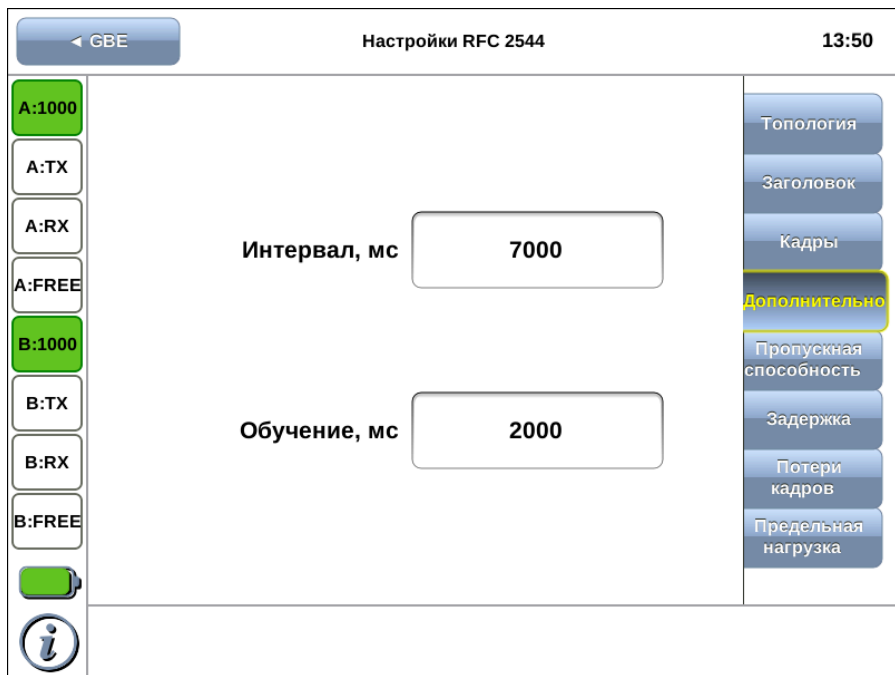 ◄ GBE
Настройки RFC 2544
13:50
A:1000
A:TX
A:RX
A:FREE
B:1000
B:TX
B:RX
B:FREE
i
Интервал, мс
7000
Обучение, мс
2000
Топология
Заголовок
Кадры
Дополнительно
Пропускная
способность
Задержка
Потери
кадров
Предельная
нагрузка